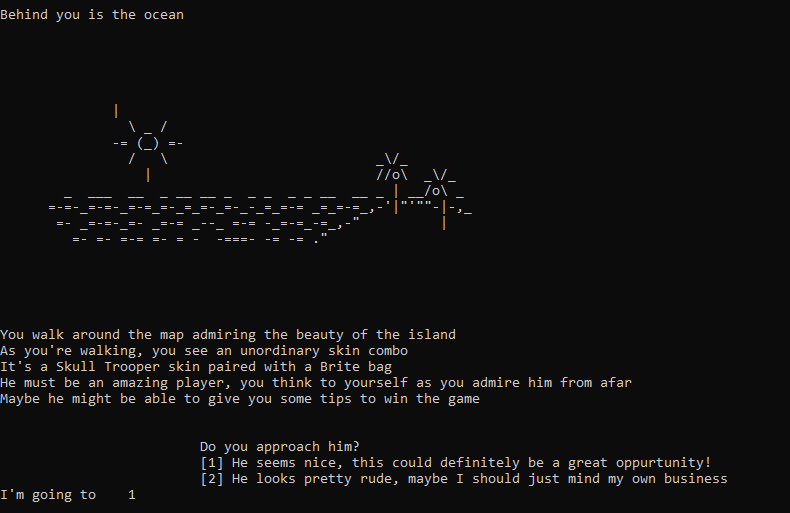 Behind you is the ocean
You walk around the map admiring the beauty of the island
As you're walking, you see an unordinary skin combo
It's a Skull Trooper skin paired with a Brite bag
He must be an amazing player, you think to yourself as you admire him from afar
Maybe he might be able to give you some tips to win the game
Do you approach him?
[1] He seems nice, this could definitely be a great oppurtunity!
[2] He looks pretty rude, maybe I should just mind my own business
I'm going to    1